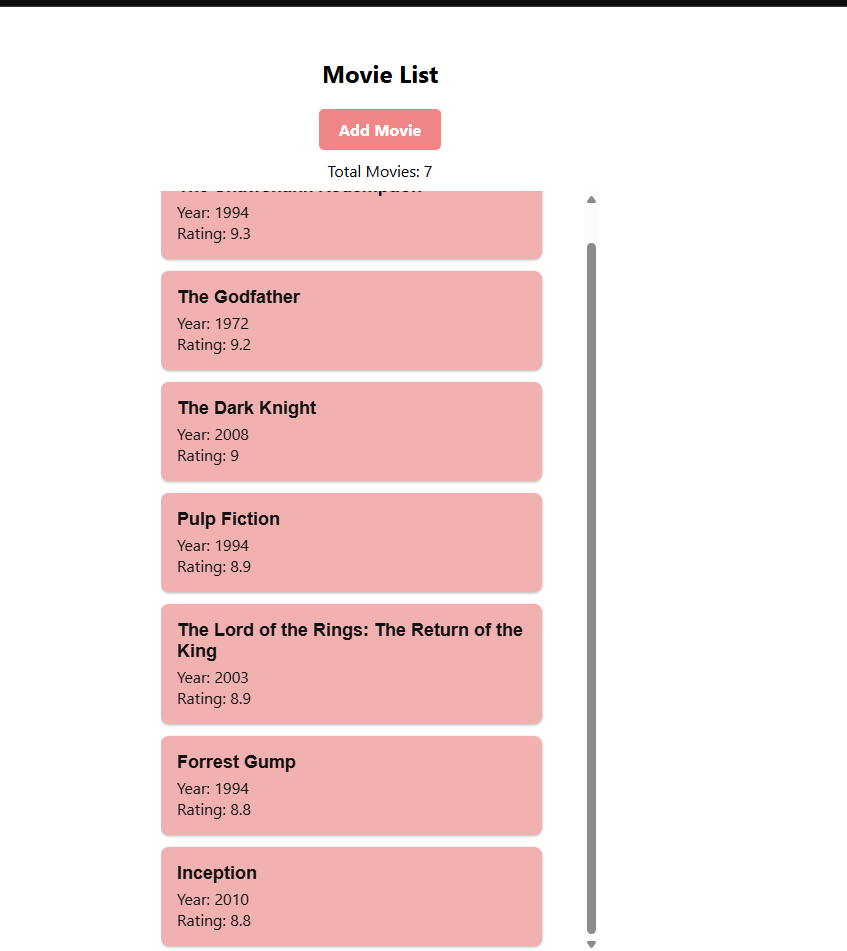 Movie List
Add Movie
Total Movies: 7
The Shawshank Redemption
Year: 1994
Rating: 9.3
The Godfather
Year: 1972
Rating: 9.2
The Dark Knight
Year: 2008
Rating: 9
Pulp Fiction
Year: 1994
Rating: 8.9
The Lord of the Rings: The Return of the
King
Year: 2003
Rating: 8.9
Forrest Gump
Year: 1994
Rating: 8.8
Inception
Year: 2010
Rating: 8.8